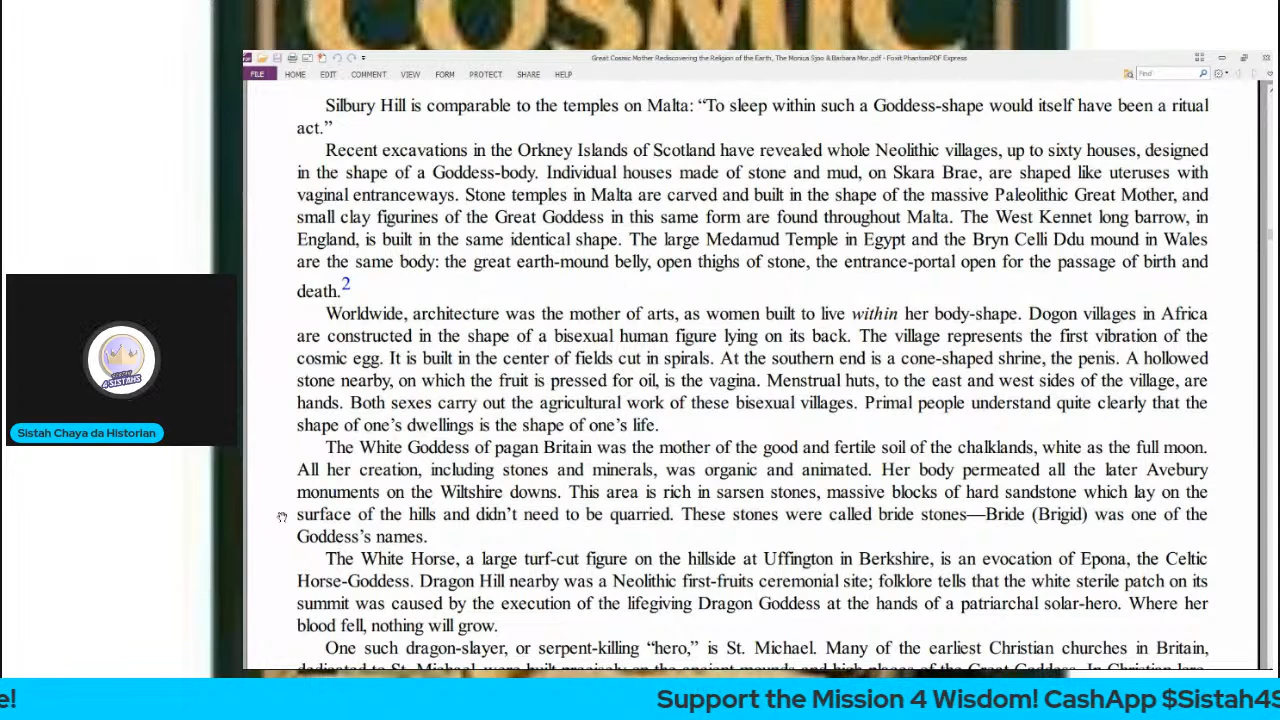 COSMIC
Great Cosmic Mother Rediscovering the Religion of the Earth, The Monica Sjoo & Barbara Mor.pdf - Foxit PhantomPDF Express
FILE HOME EDIT COMMENT VIEW FORM PROTECT SHARE HELP
Find
Silbury Hill is comparable to the temples on Malta: “To sleep within such a Goddess-shape would itself have been a ritual
act.”
Recent excavations in the Orkney Islands of Scotland have revealed whole Neolithic villages, up to sixty houses, designed
in the shape of a Goddess-body. Individual houses made of stone and mud, on Skara Brae, are shaped like uteruses with
vaginal entranceways. Stone temples in Malta are carved and built in the shape of the massive Paleolithic Great Mother, and
small clay figurines of the Great Goddess in this same form are found throughout Malta. The West Kennet long barrow, in
England, is built in the same identical shape. The large Medamud Temple in Egypt and the Bryn Celli Ddu mound in Wales
are the same body: the great earth-mound belly, open thighs of stone, the entrance-portal open for the passage of birth and
death.2
Worldwide, architecture was the mother of arts, as women built to live within her body-shape. Dogon villages in Africa
are constructed in the shape of a bisexual human figure lying on its back. The village represents the first vibration of the
cosmic egg. It is built in the center of fields cut in spirals. At the southern end is a cone-shaped shrine, the penis. A hollowed
stone nearby, on which the fruit is pressed for oil, is the vagina. Menstrual huts, to the east and west sides of the village, are
hands. Both sexes carry out the agricultural work of these bisexual villages. Primal people understand quite clearly that the
shape of one’s dwellings is the shape of one’s life.
The White Goddess of pagan Britain was the mother of the good and fertile soil of the chalklands, white as the full moon.
All her creation, including stones and minerals, was organic and animated. Her body permeated all the later Avebury
monuments on the Wiltshire downs. This area is rich in sarsen stones, massive blocks of hard sandstone which lay on the
surface of the hills and didn’t need to be quarried. These stones were called bride stones—Bride (Brigid) was one of the
Goddess’s names.
The White Horse, a large turf-cut figure on the hillside at Uffington in Berkshire, is an evocation of Epona, the Celtic
Horse-Goddess. Dragon Hill nearby was a Neolithic first-fruits ceremonial site; folklore tells that the white sterile patch on its
summit was caused by the execution of the lifegiving Dragon Goddess at the hands of a patriarchal solar-hero. Where her
blood fell, nothing will grow.
One such dragon-slayer, or serpent-killing “hero,” is St. Michael. Many of the earliest Christian churches in Britain,
dedicated to St. Michael, were built precisely on the ancient mounds and high places of the Great Goddess. In Christian lore,
4 SISTAHS
Sistah Chaya da Historian
e! Support the Mission 4 Wisdom! CashApp $Sistah4S